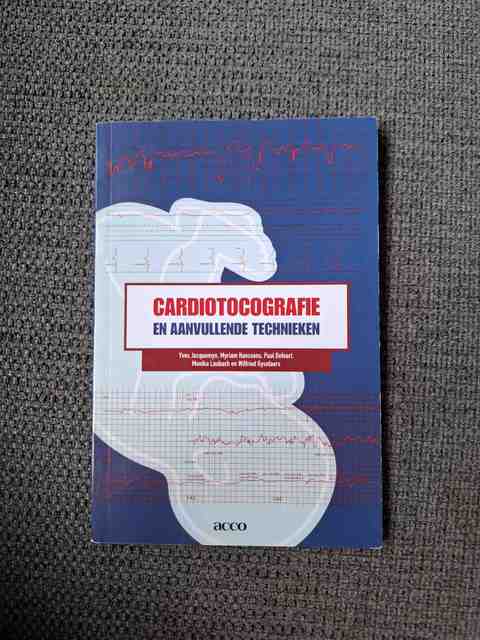 CARDIOTOCOGRAFIE
EN AANVULLENDE TECHNIEKEN
Yves Jacquemyn, Myriam Hanssens, Paul Defoort,
Monika Laubach en Wilfried Gyselaers
acco